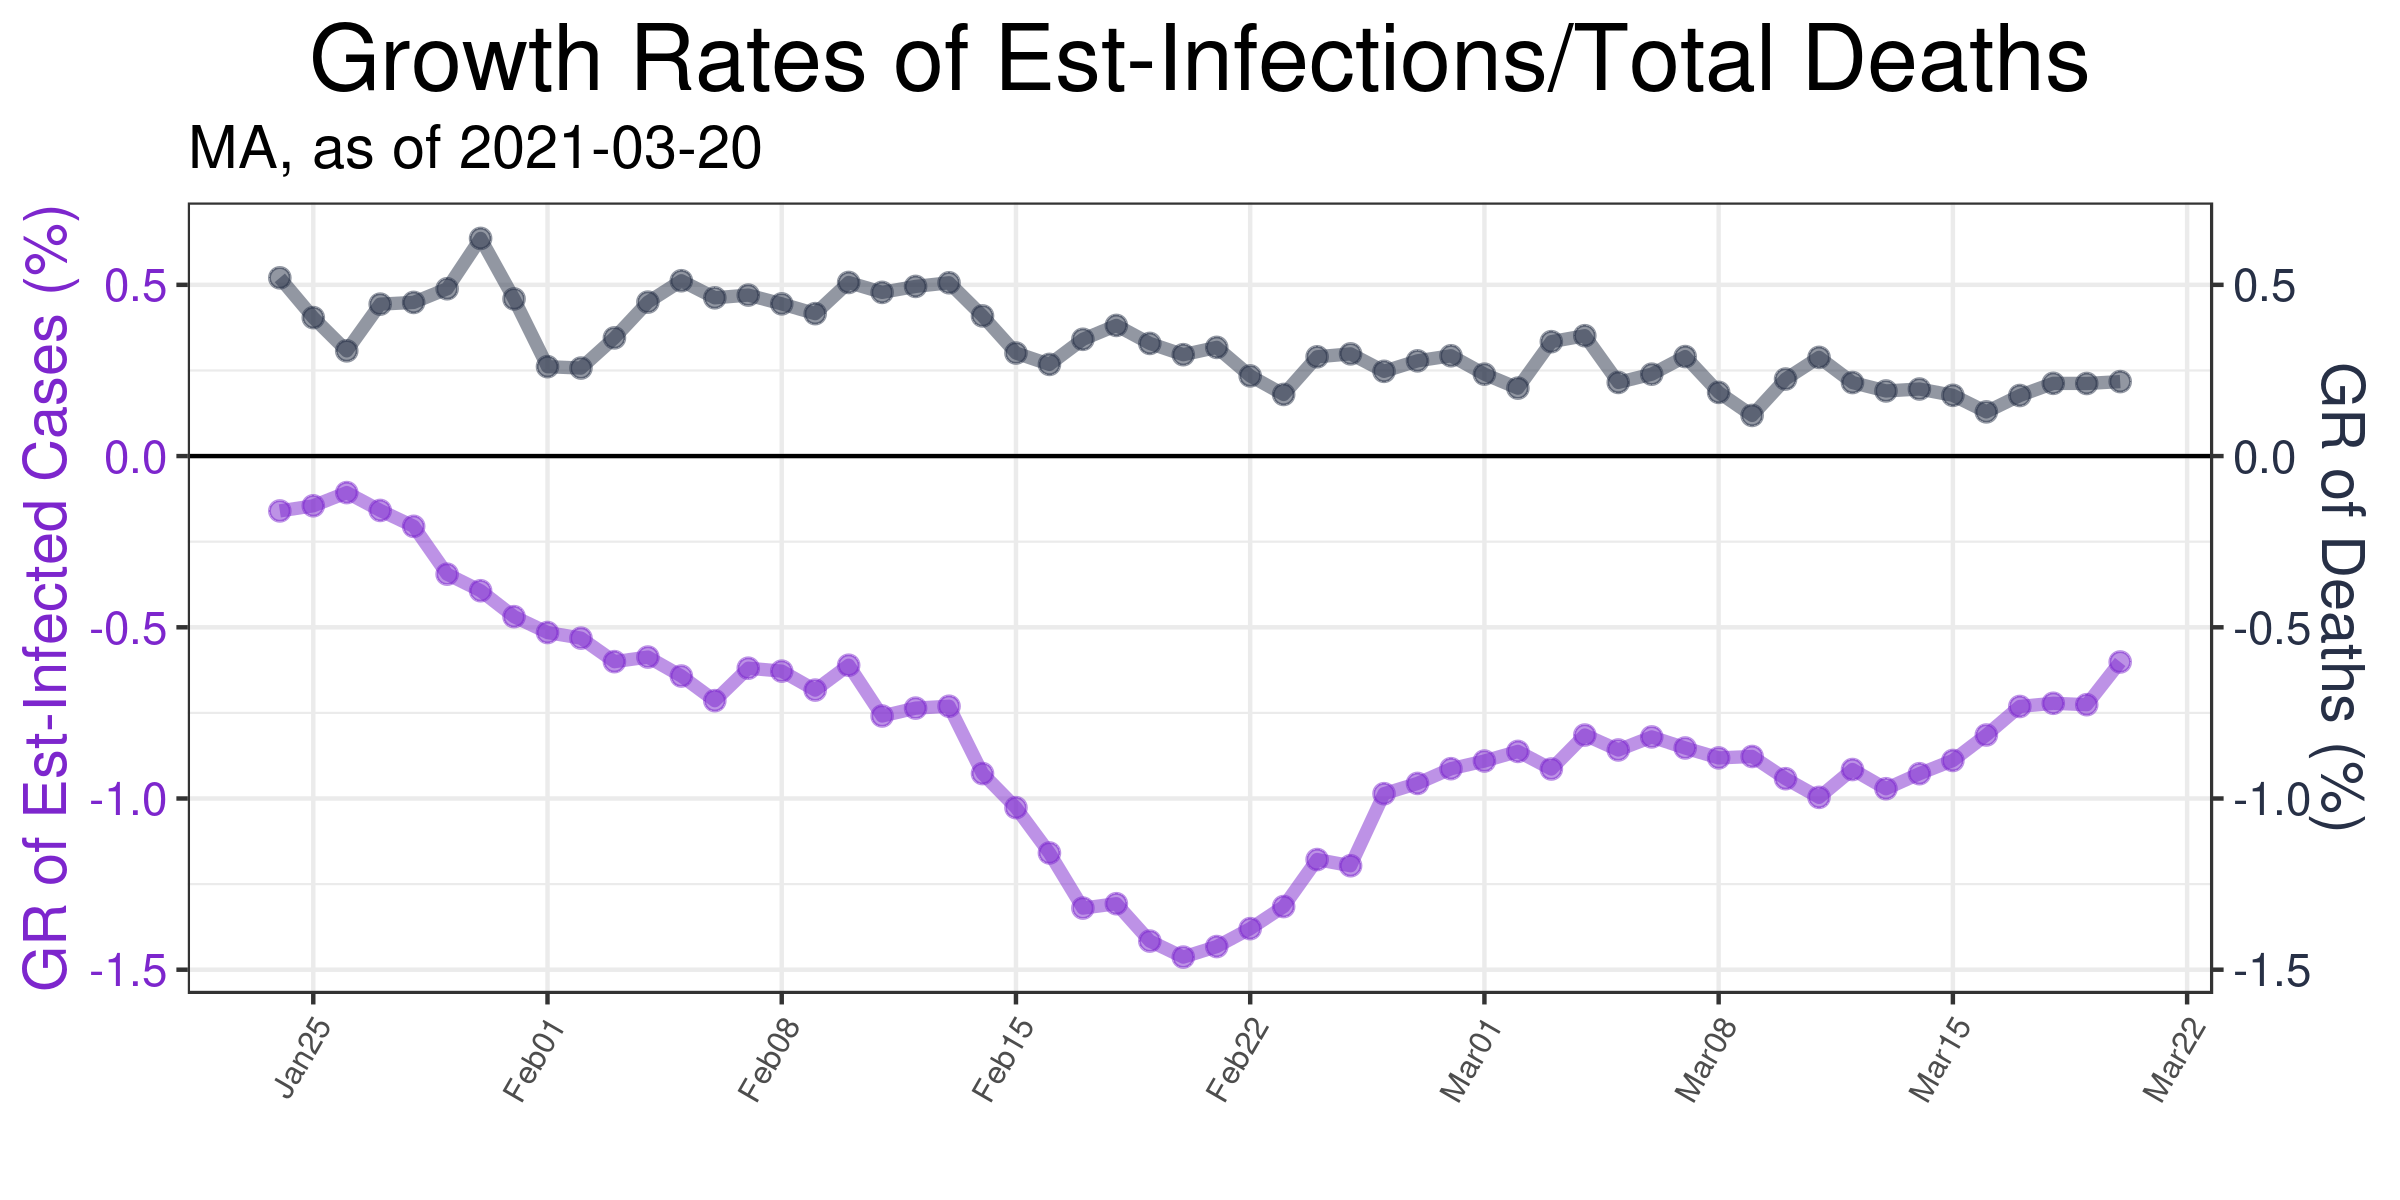 Growth Rates of Est-Infections/Total Deaths
MA, as of 2021-03-20
GR of Est-Infected Cases (%)
0.5
0.0
-0.5
-1.0
-1.5
0.5
0.0
-0.5
-1.0
-1.5
GR of Deaths (%)
Jan25
Feb01
Feb08
Feb15
Feb22
Mar01
Mar08
Mar15
Mar22